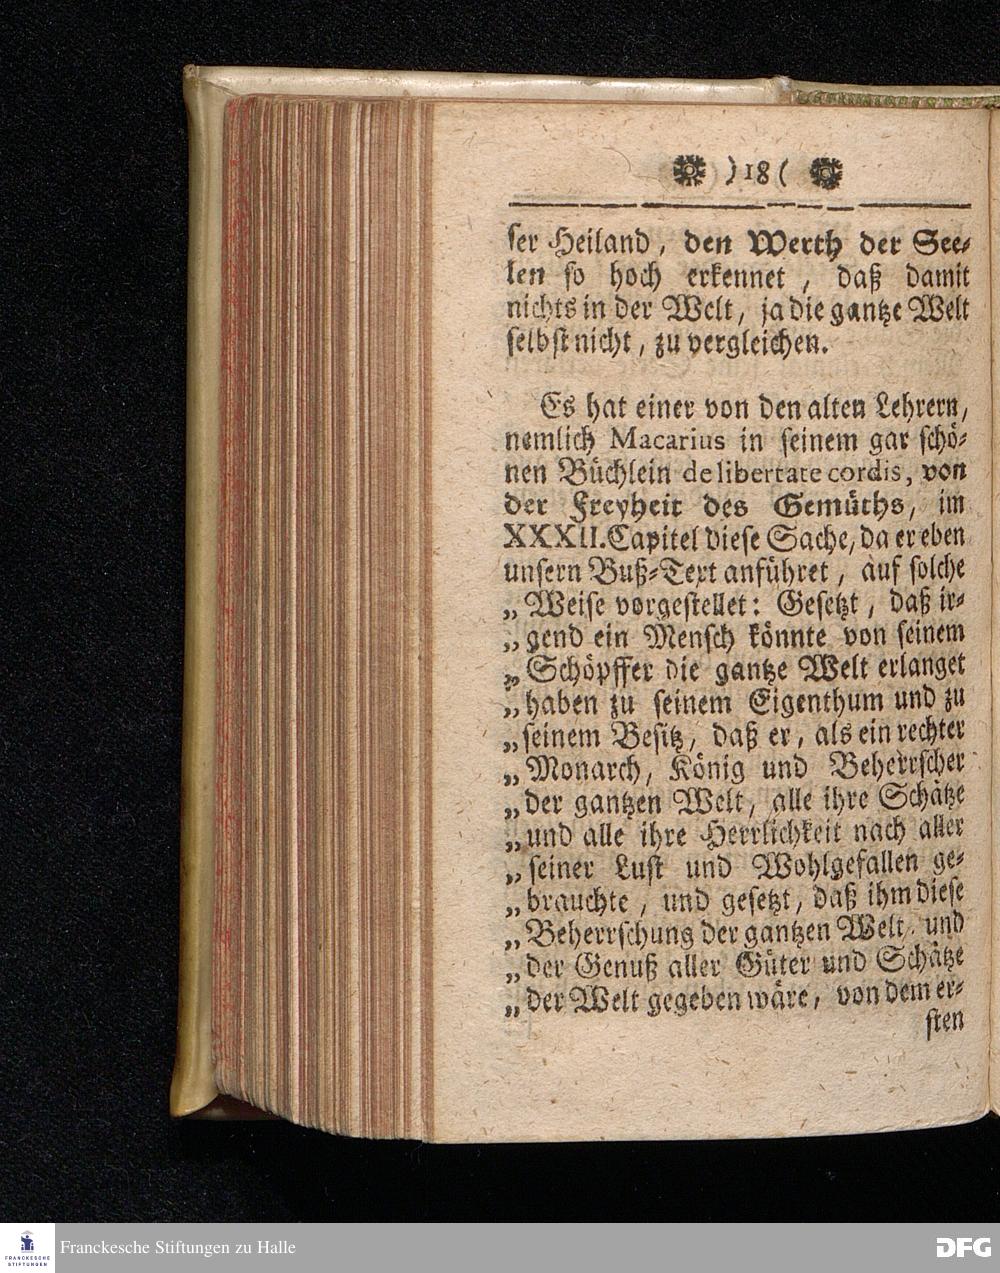 )18(
ser Heiland, den Werth der See-
len so hoch erkennet, daß damit
nichts in der Welt, ja die gantze Welt
selbst nicht, zu vergleichen.
Es hat einer von den alten Lehrern,
nemlich Macarius in seinem gar schö-
nen Büchlein de libertate cordis, von
der Freyheit des Gemüths, im
XXXII. Capitel diese Sache, da er eben
unsern Buß-Text anführet, auf solche
„ Weise vorgestellet: Gesetzt, daß ir-
„ gend ein Mensch könnte von seinem
„ Schöpffer die gantze Welt erlanget
„ haben zu seinem Eigenthum und zu
„ seinem Besitz, daß er, als ein rechter
„ Monarch, König und Beherrscher
„ der gantzen Welt, alle ihre Schätze
„ und alle ihre Herrlichkeit nach aller
„ seiner Lust und Wohlgefallen ge-
„ brauchte, und gesetzt, daß ihm diese
„ Beherrschung der gantzen Welt, und
„ der Genuß aller Güter und Schätze
„ der Welt gegeben wäre, von dem er-
sten
FRANCKESCHE
STIFTUNGEN
Franckesche Stiftungen zu Halle
DFG